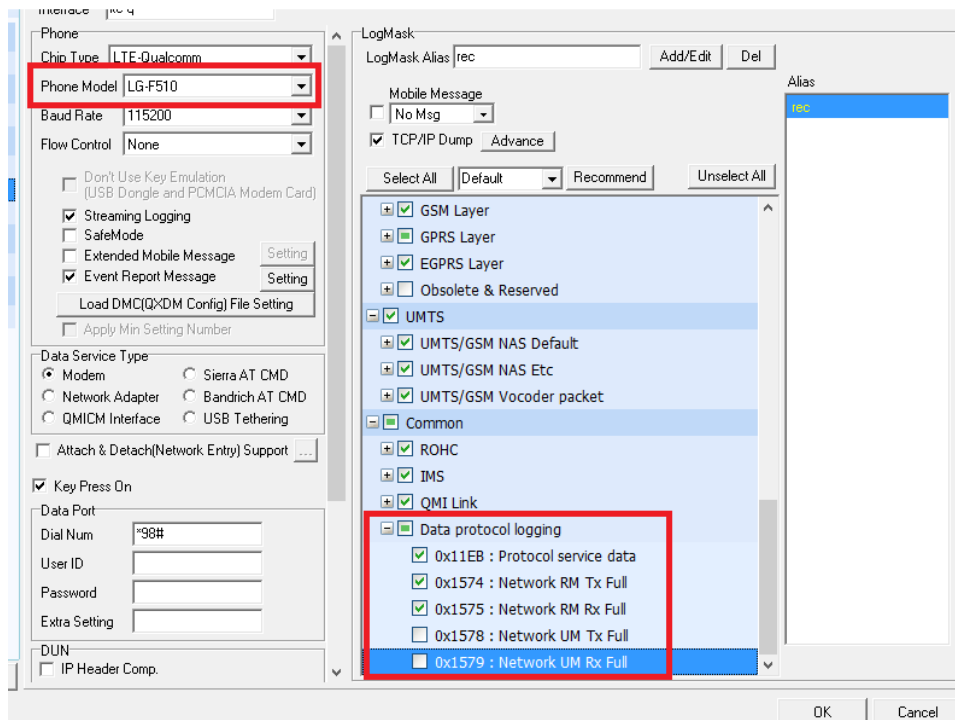 Interface
Phone
Chip Type LTE-Qualcomm
Phone Model LG-F510
Baud Rate 115200
Flow Control None
Don't Use Key Emulation
(USB Dongle and PCMCIA Modem Card)
Streaming Logging
SafeMode
Extended Mobile Message Setting
Event Report Message Setting
Load DMC(QXDM Config) File Setting
Apply Min Setting Number
Data Service Type
Modem Sierra AT CMD
Network Adapter Bandrich AT CMD
QMICM Interface USB Tethering
Attach & Detach(Network Entry) Support ...
Key Press On
Data Port
Dial Num *98#
User ID
Password
Extra Setting
DUN
IP Header Comp.
LogMask
LogMask Alias rec Add/Edit Del
Mobile Message
No Msg
TCP/IP Dump Advance
Select All Default Recommend Unselect All
GSM Layer
GPRS Layer
EGPRS Layer
Obsolete & Reserved
UMTS
UMTS/GSM NAS Default
UMTS/GSM NAS Etc
UMTS/GSM Vocoder packet
Common
ROHC
IMS
QMI Link
Data protocol logging
0x11EB : Protocol service data
0x1574 : Network RM Tx Full
0x1575 : Network RM Rx Full
0x1578 : Network UM Tx Full
0x1579 : Network UM Rx Full
Alias
rec
OK Cancel